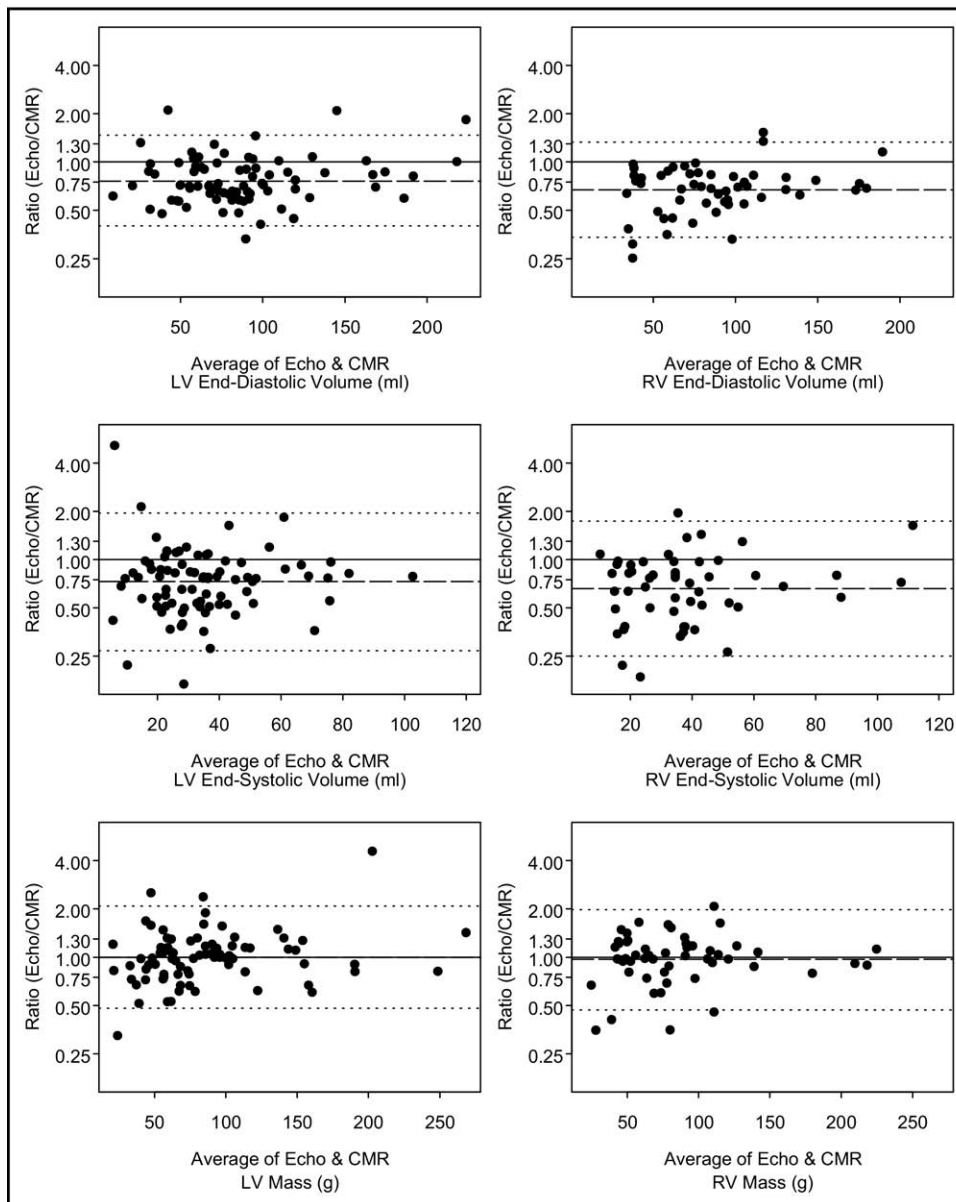 Ratio (Echo/CMR)
4.00
2.00
1.30
1.00
0.75
0.50
0.25
50 100 150 200
Average of Echo & CMR
LV End-Diastolic Volume (ml)
Ratio (Echo/CMR)
4.00
2.00
1.30
1.00
0.75
0.50
0.25
50 100 150 200
Average of Echo & CMR
RV End-Diastolic Volume (ml)
Ratio (Echo/CMR)
4.00
2.00
1.30
1.00
0.75
0.50
0.25
20 40 60 80 100 120
Average of Echo & CMR
LV End-Systolic Volume (ml)
Ratio (Echo/CMR)
4.00
2.00
1.30
1.00
0.75
0.50
0.25
20 40 60 80 100 120
Average of Echo & CMR
RV End-Systolic Volume (ml)
Ratio (Echo/CMR)
4.00
2.00
1.30
1.00
0.75
0.50
0.25
50 100 150 200 250
Average of Echo & CMR
LV Mass (g)
Ratio (Echo/CMR)
4.00
2.00
1.30
1.00
0.75
0.50
0.25
50 100 150 200 250
Average of Echo & CMR
RV Mass (g)